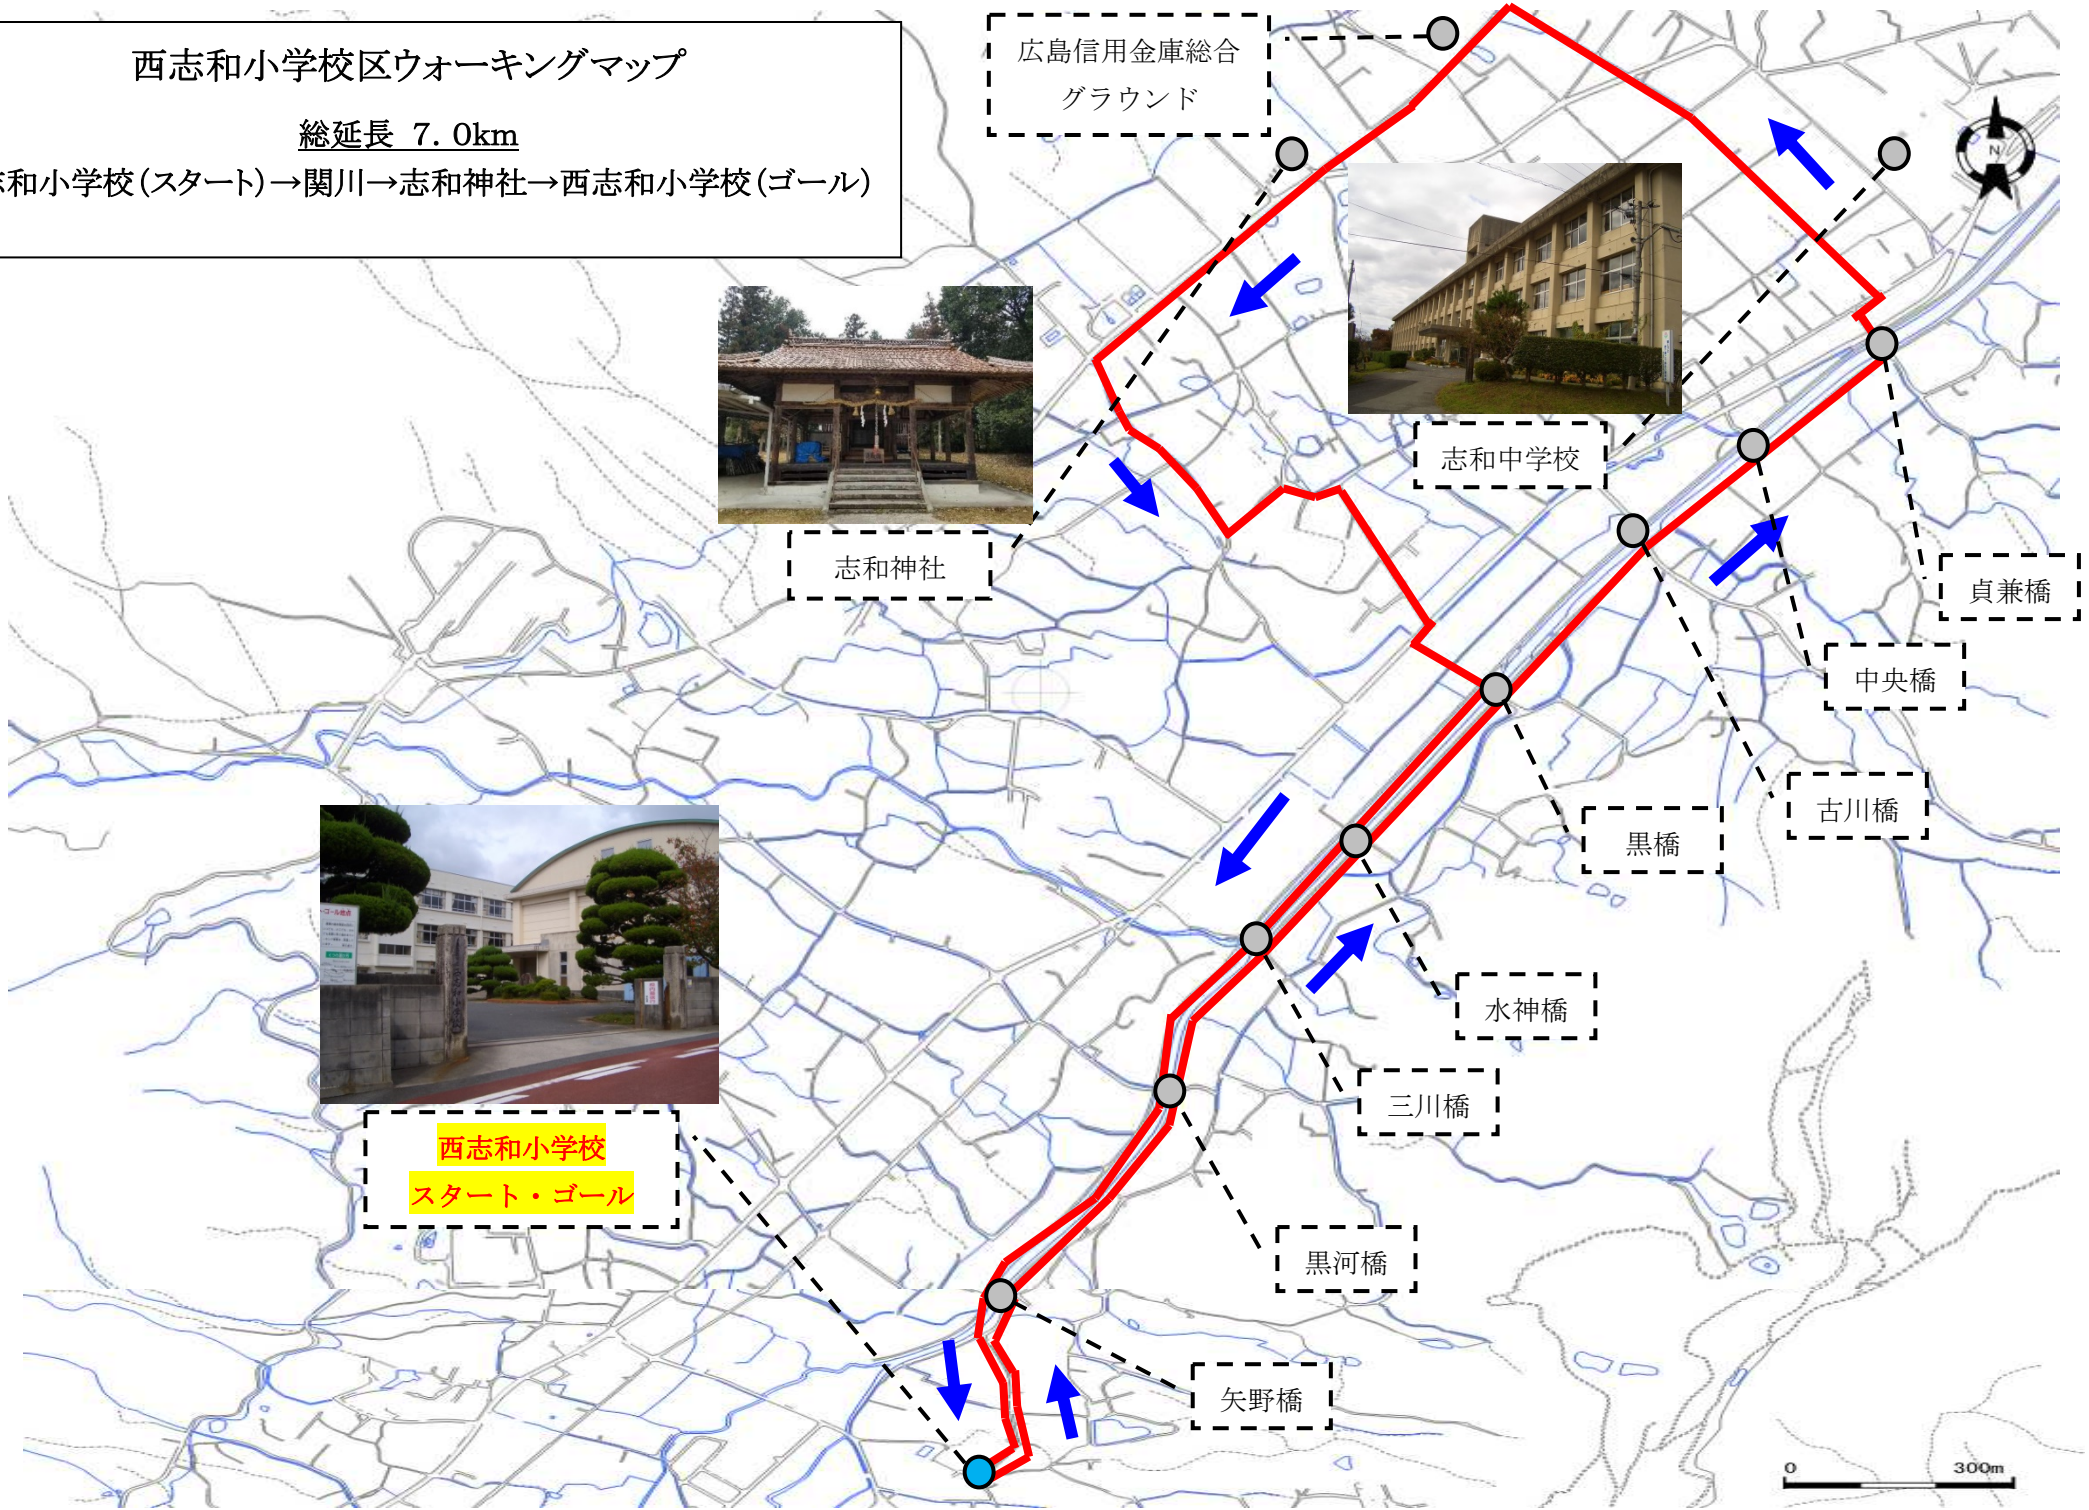 西志和小学校区ウォーキングマップ
総延長 7.0km
志和小学校(スタート)→関川→志和神社→西志和小学校(ゴール)
広島信用金庫総合
グラウンド
N
志和中学校
志和神社
貞兼橋
中央橋
古川橋
黒橋
水神橋
三川橋
西志和小学校
スタート・ゴール
黒河橋
矢野橋
0 300m